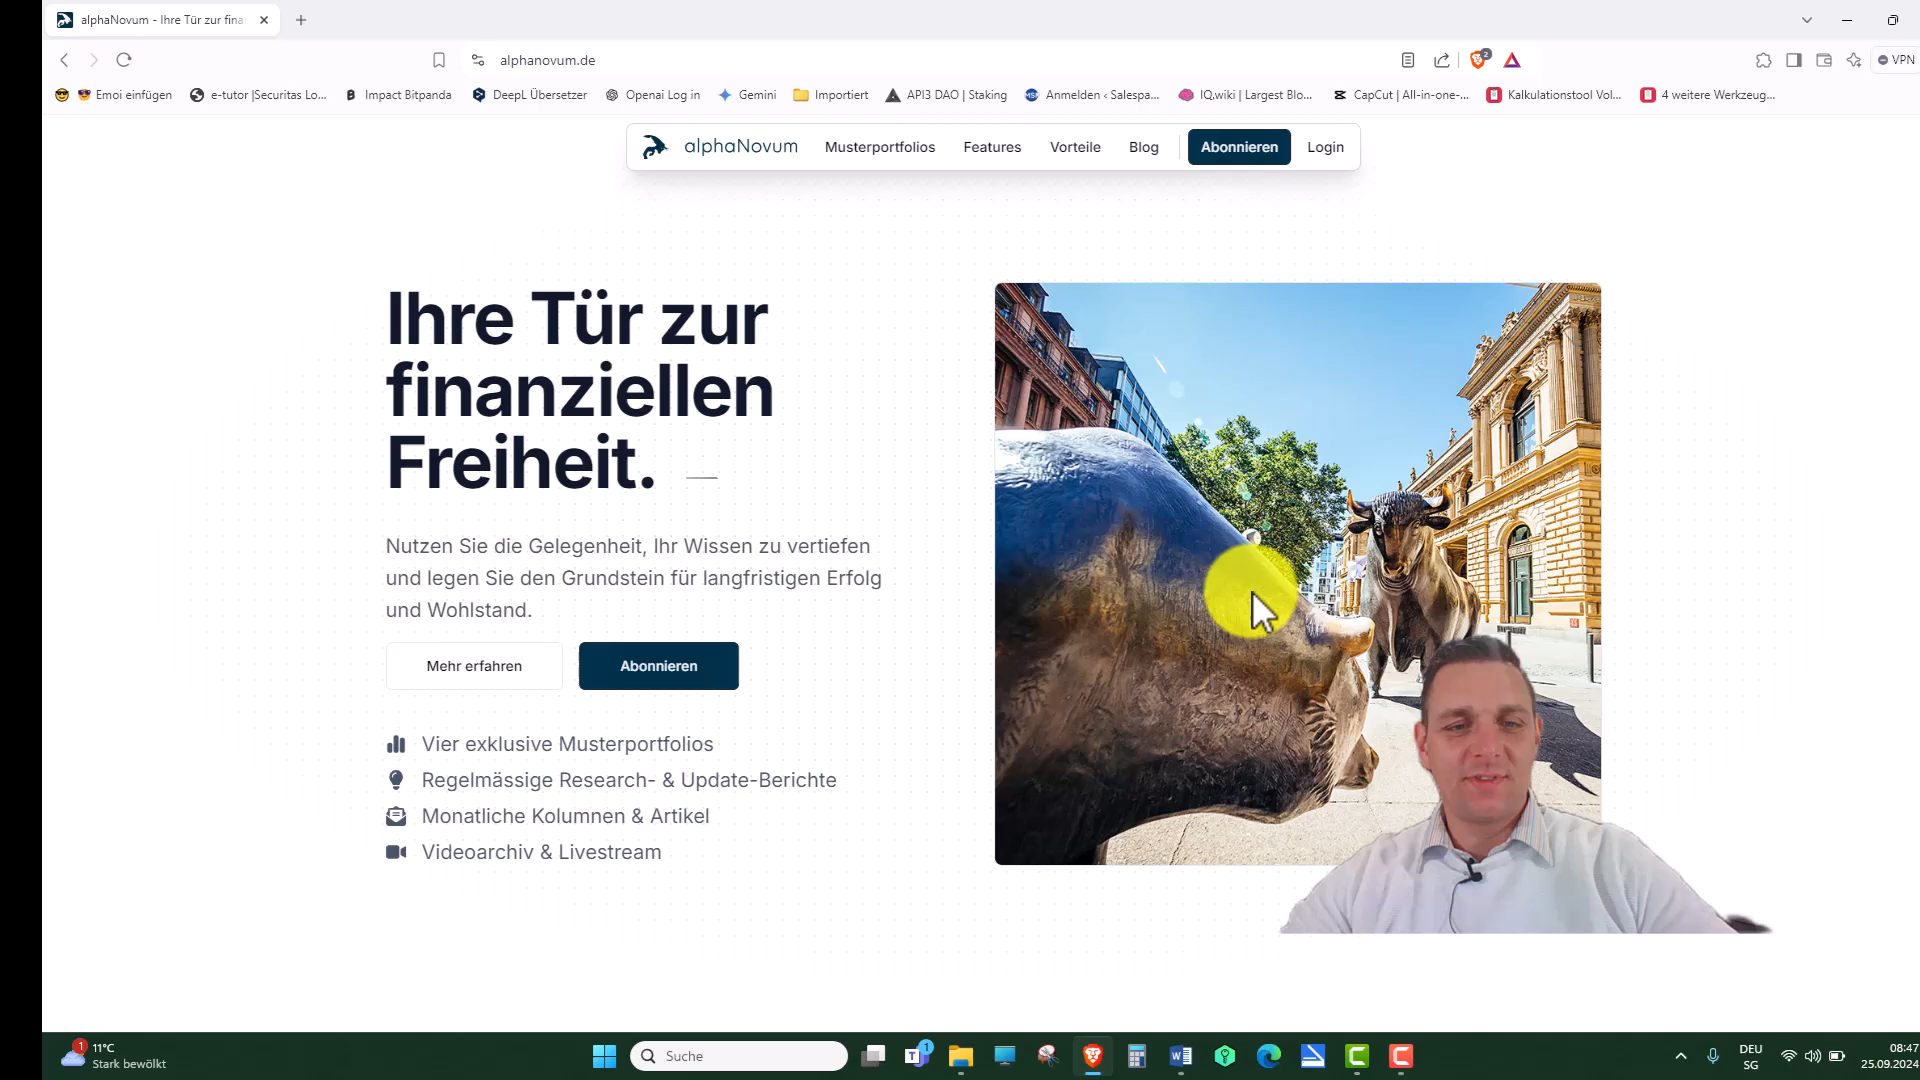 alphaNovum - Ihre Tür zur fina
alphanovum.de
2
VPN
Emoi einfügen
e-tutor |Securitas Lo...
Impact Bitpanda
DeepL Übersetzer
Openai Log in
Gemini
Importiert
API3 DAO | Staking
Anmelden ‹ Salespa...
IQ.wiki | Largest Blo...
CapCut | All-in-one-...
Kalkulationstool Vol...
4 weitere Werkzeug...
alphaNovum
Musterportfolios
Features
Vorteile
Blog
Abonnieren
Login
Ihre Tür zur
finanziellen
Freiheit.
Nutzen Sie die Gelegenheit, Ihr Wissen zu vertiefen
und legen Sie den Grundstein für langfristigen Erfolg
und Wohlstand.
Mehr erfahren
Abonnieren
Vier exklusive Musterportfolios
Regelmässige Research- & Update-Berichte
Monatliche Kolumnen & Artikel
Videoarchiv & Livestream
1
11°C
Stark bewölkt
Suche
1
DEU
SG
08:47
25.09.2024